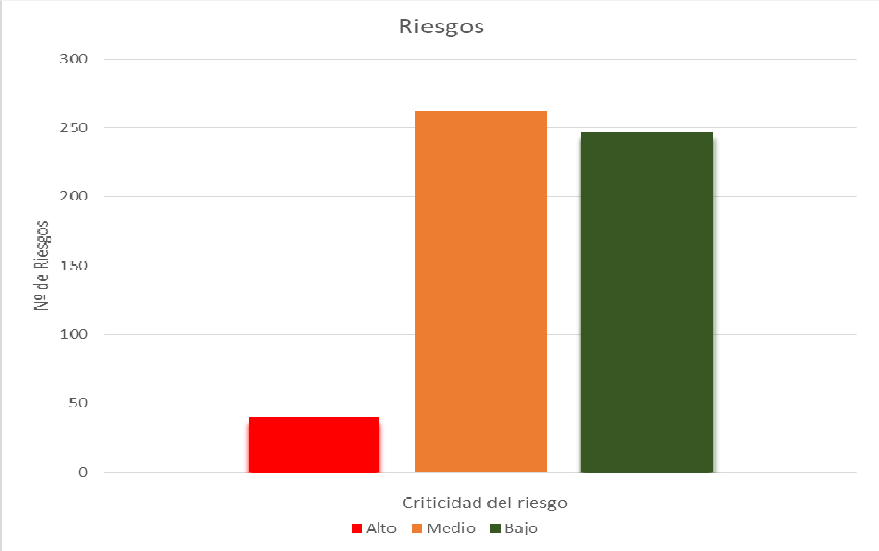 Riesgos
300
250
200
150
100
50
0
Nº de Riesgos
Criticidad del riesgo
Alto Medio Bajo